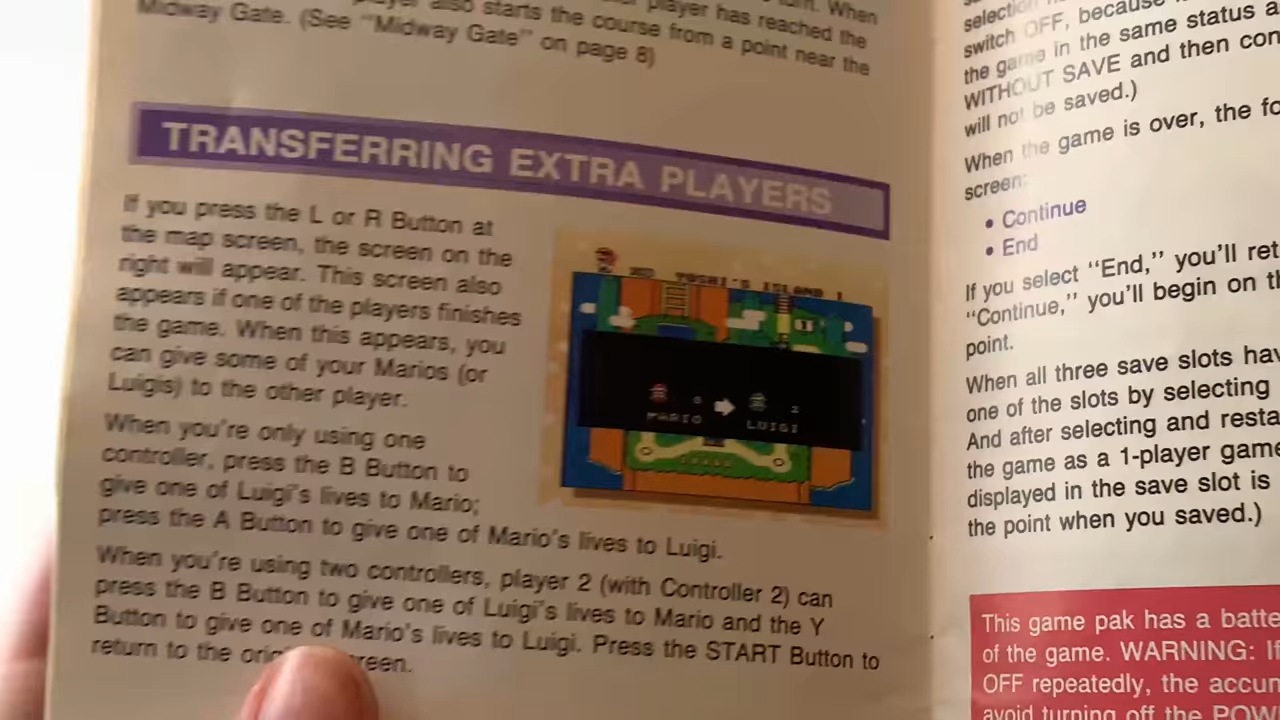 player has reached the
player also starts the course from a point near the
Midway Gate. (See "Midway Gate" on page 8)
TRANSFERRING EXTRA PLAYERS
If you press the L or R Button at
the map screen, the screen on the
right will appear. This screen also
appears if one of the players finishes
the game. When this appears, you
can give some of your Marios (or
Luigis) to the other player.
YOSHI'S ISLAND 1
MARIO
LUIGI
When you're only using one
controller, press the B Button to
give one of Luigi's lives to Mario;
press the A Button to give one of Mario's lives to Luigi.
When you're using two controllers, player 2 (with Controller 2) can
press the B Button to give one of Luigi's lives to Mario and the Y
Button to give one of Mario's lives to Luigi. Press the START Button to
return to the
selection
switch OFF, because
the game in the same status
WITHOUT SAVE and then
will not be saved.)
When the game is over, the
screen:
• Continue
• End
If you select "End," you'll
"Continue," you'll begin on
point.
When all three save slots
one of the slots by selecting
And after selecting and
the game as a 1-player game
displayed in the save slot is
the point when you saved.)
This game pak has a
of the game. WARNING:
OFF repeatedly, the
avoid turning off the